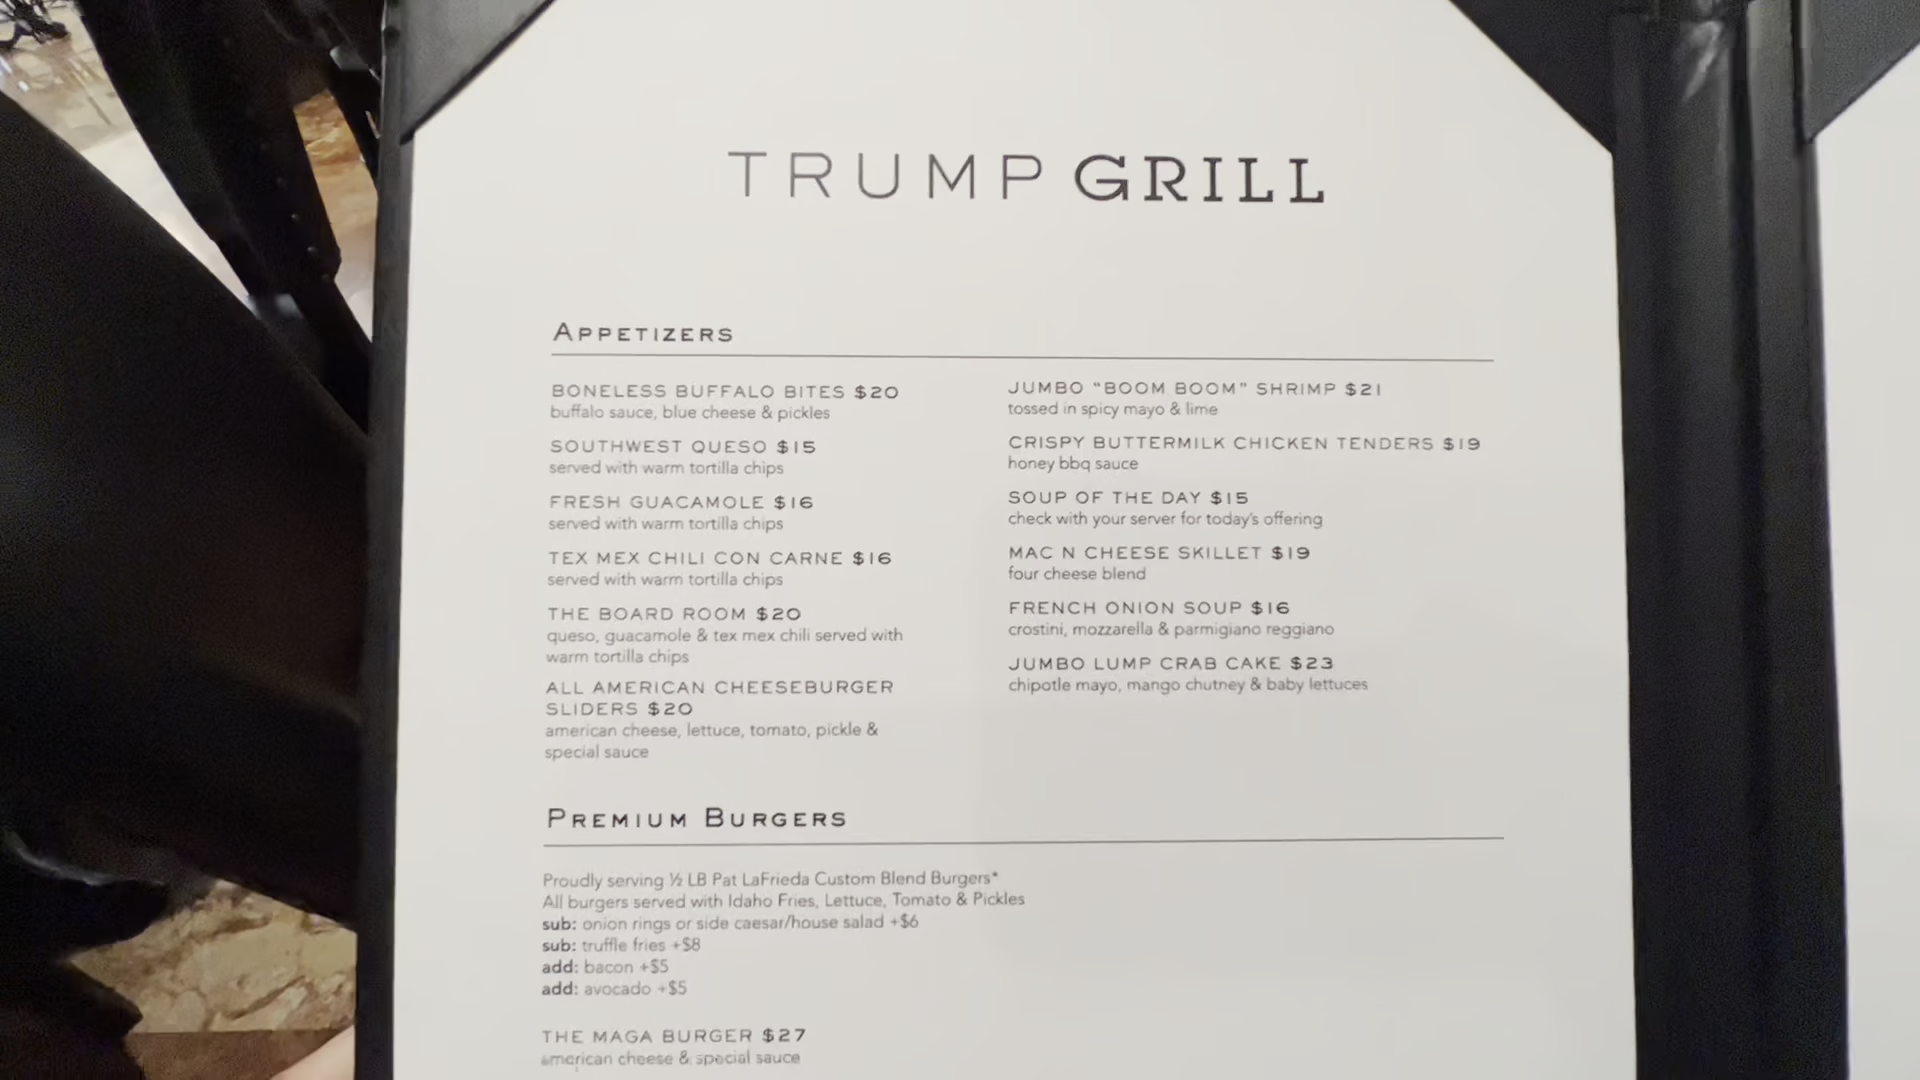 TRUMP GRILL
APPETIZERS
BONELESS BUFFALO BITES $20
buffalo sauce, blue cheese & pickles
SOUTHWEST QUESO $15
served with warm tortilla chips
FRESH GUACAMOLE $16
served with warm tortilla chips
TEX MEX CHILI CON CARNE $16
served with warm tortilla chips
THE BOARD ROOM $20
queso, guacamole & tex mex chili served with
warm tortilla chips
ALL AMERICAN CHEESEBURGER
SLIDERS $20
american cheese, lettuce, tomato, pickle &
special sauce
JUMBO “BOOM BOOM” SHRIMP $21
tossed in spicy mayo & lime
CRISPY BUTTERMILK CHICKEN TENDERS $19
honey bbq sauce
SOUP OF THE DAY $15
check with your server for today's offering
MAC N CHEESE SKILLET $19
four cheese blend
FRENCH ONION SOUP $16
crostini, mozzarella & parmigiano reggiano
JUMBO LUMP CRAB CAKE $23
chipotle mayo, mango chutney & baby lettuces
PREMIUM BURGERS
Proudly serving ½ LB Pat LaFrieda Custom Blend Burgers*
All burgers served with Idaho Fries, Lettuce, Tomato & Pickles
sub: onion rings or side caesar/house salad +$6
sub: truffle fries +$8
add: bacon +$5
add: avocado +$5
THE MAGA BURGER $27
american cheese & special sauce